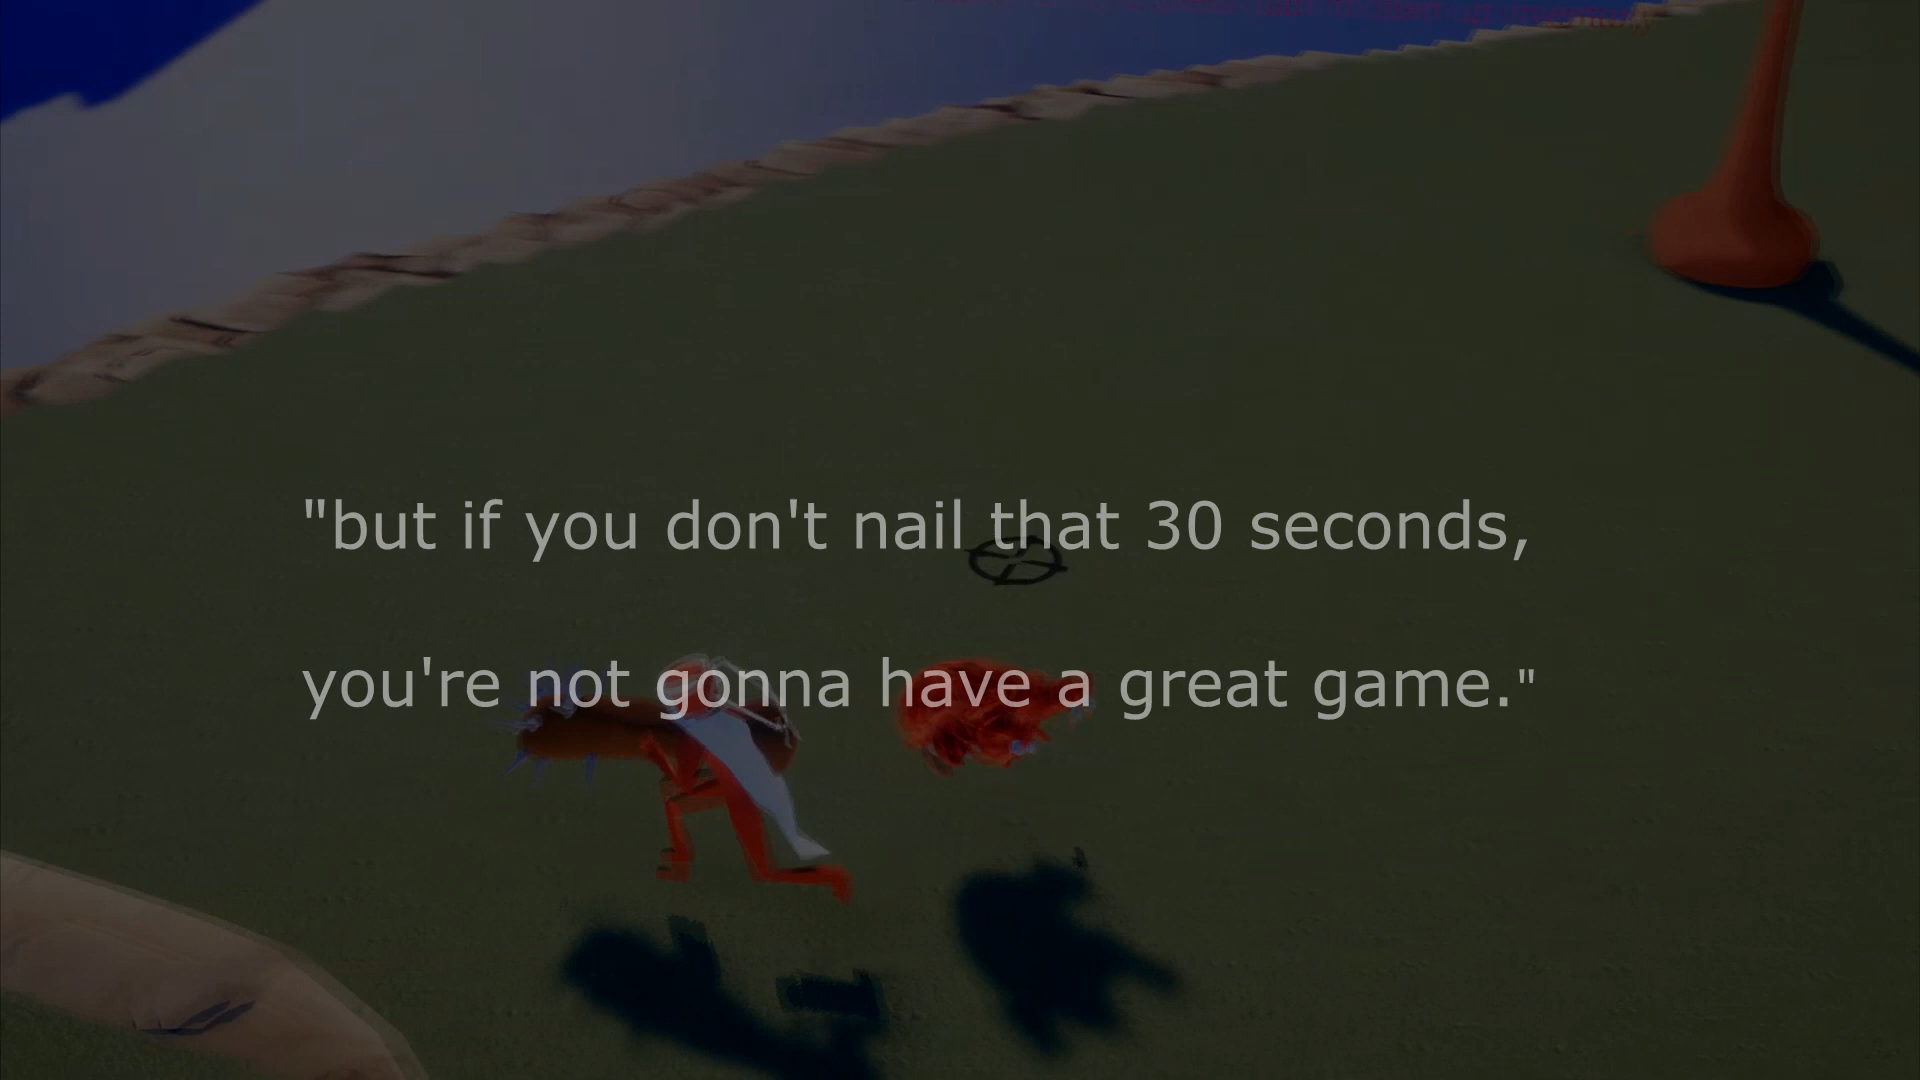 "but if you don't nail that 30 seconds,
you're not gonna have a great game."